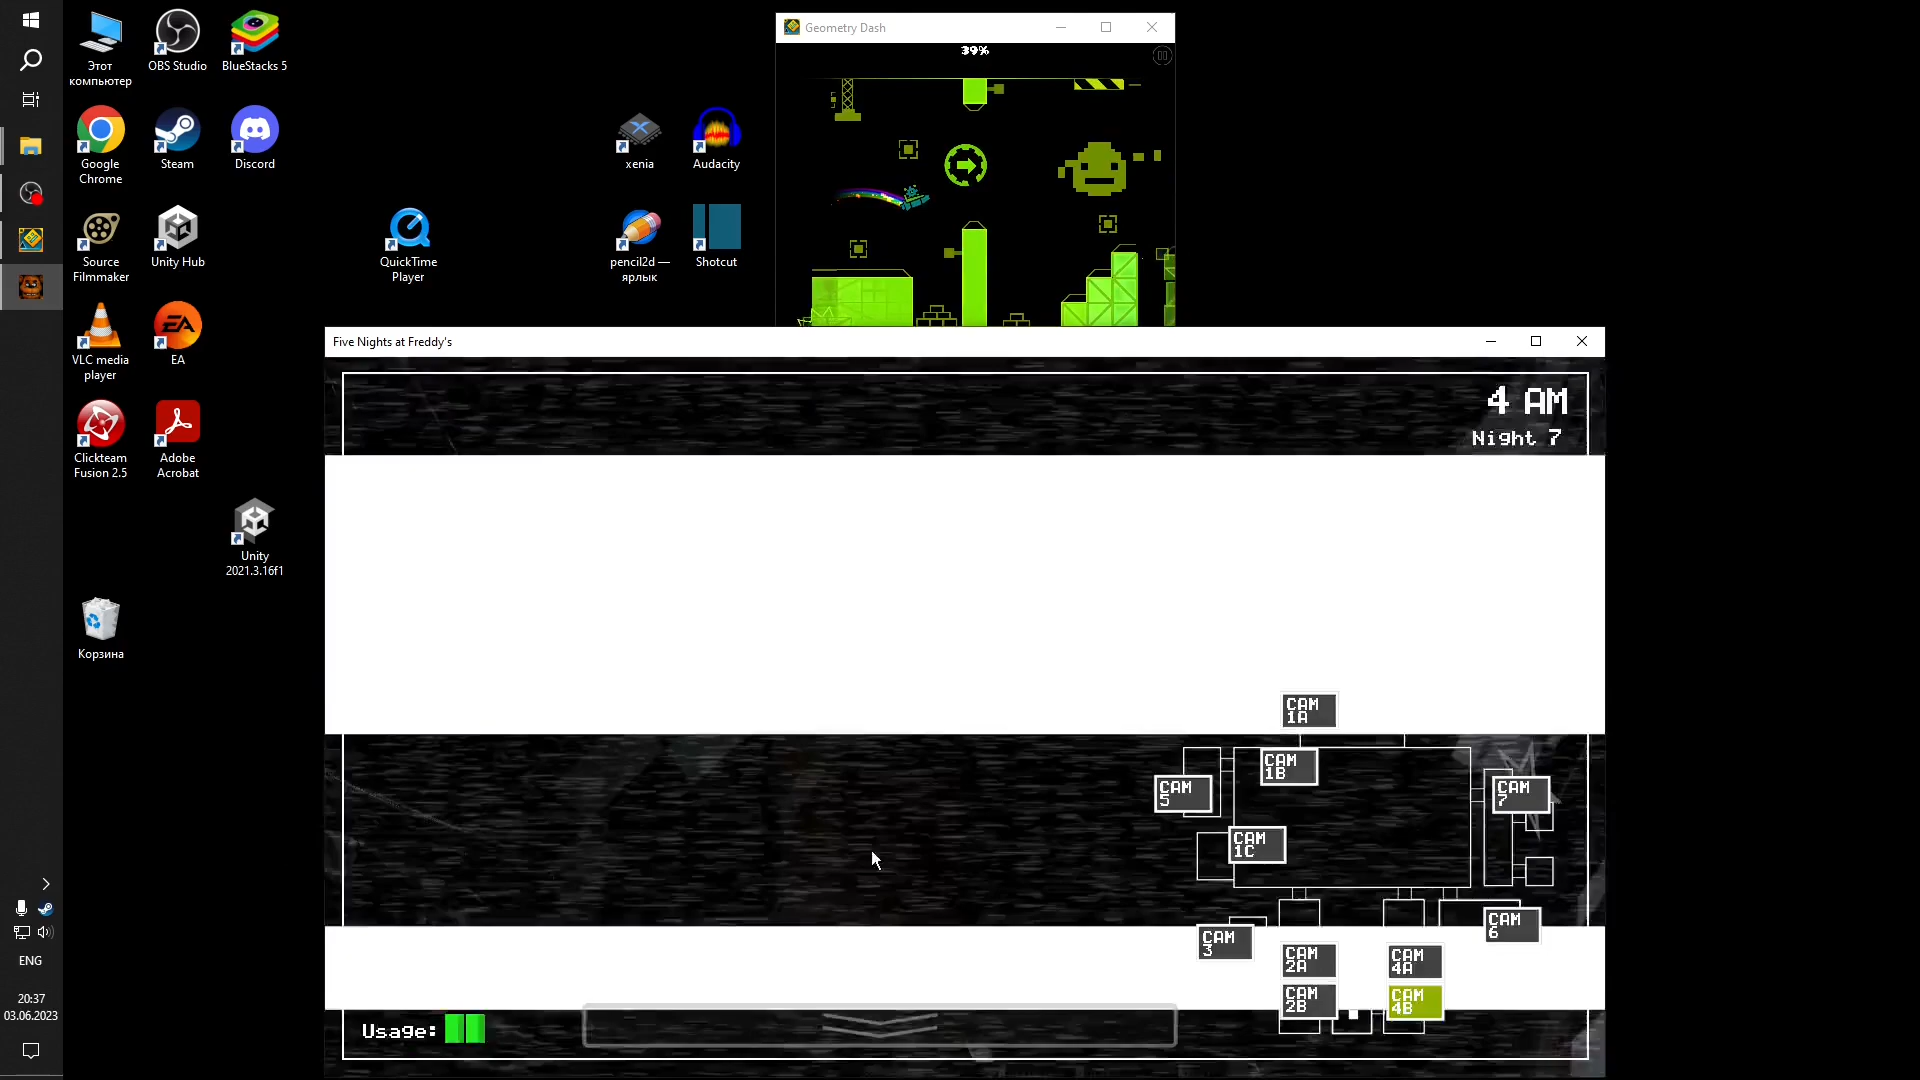 Этот
компьютер
OBS Studio
BlueStacks 5
Google
Chrome
Steam
Discord
xenia
Audacity
Source
Filmmaker
Unity Hub
QuickTime
Player
pencil2d —
ярлык
Shotcut
VLC media
player
EA
EA
Clickteam
Fusion 2.5
Adobe
Acrobat
Unity
2021.3.16f1
Корзина
ENG
20:37
03.06.2023
Geometry Dash
39%
Five Nights at Freddy's
4 AM
Night 7
CAM
1A
CAM
1B
CAM
5
CAM
7
CAM
1C
CAM
6
CAM
3
CAM
2A
CAM
4A
CAM
2B
CAM
4B
Usage: